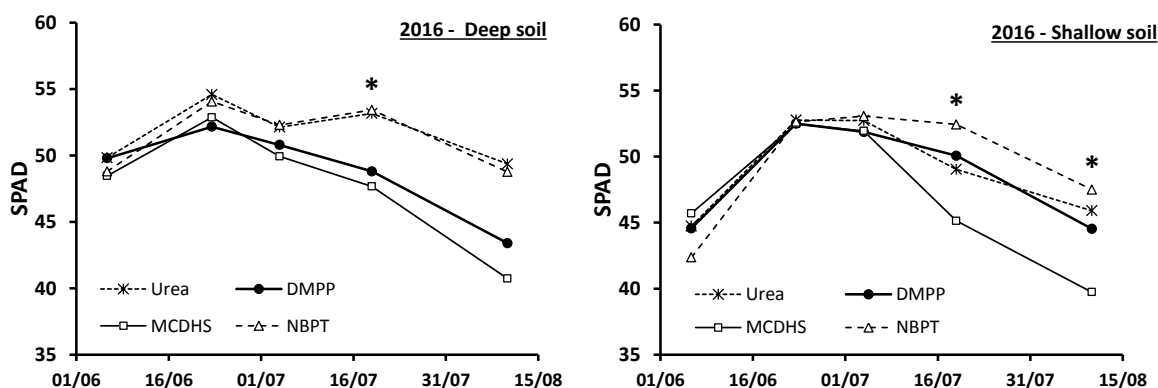 2016 - Deep soil
60
55
50
45
40
35
SPAD
*
Urea DMPP
MCDHS NBPT
01/06 16/06 01/07 16/07 31/07 15/08
2016 - Shallow soil
60
55
50
45
40
35
SPAD
*
*
Urea DMPP
MCDHS NBPT
01/06 16/06 01/07 16/07 31/07 15/08